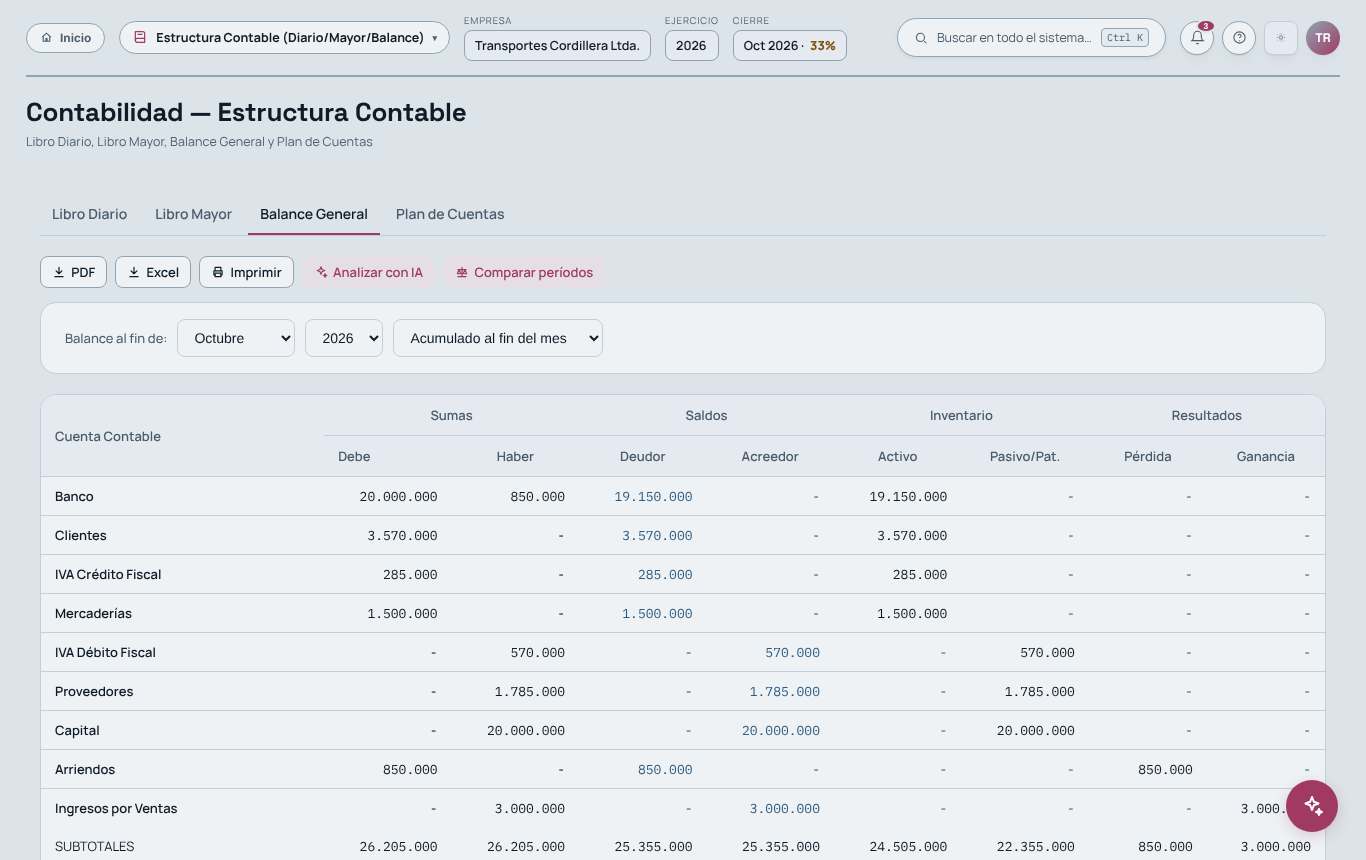 Inicio
Estructura Contable (Diario/Mayor/Balance) ▾
EMPRESA
Transportes Cordillera Ltda.
EJERCICIO
2026
CIERRE
Oct 2026 · 33%
Buscar en todo el sistema... Ctrl K
3
TR
Contabilidad — Estructura Contable
Libro Diario, Libro Mayor, Balance General y Plan de Cuentas
Libro Diario Libro Mayor Balance General Plan de Cuentas
PDF Excel Imprimir Analizar con IA Comparar períodos
Balance al fin de: Octubre 2026 Acumulado al fin del mes
Cuenta Contable Sumas Saldos Inventario Resultados
Debe Haber Deudor Acreedor Activo Pasivo/Pat. Pérdida Ganancia
Banco 20.000.000 850.000 19.150.000 - 19.150.000 - - -
Clientes 3.570.000 - 3.570.000 - 3.570.000 - - -
IVA Crédito Fiscal 285.000 - 285.000 - 285.000 - - -
Mercaderías 1.500.000 - 1.500.000 - 1.500.000 - - -
IVA Débito Fiscal - 570.000 - 570.000 - 570.000 - -
Proveedores - 1.785.000 - 1.785.000 - 1.785.000 - -
Capital - 20.000.000 - 20.000.000 - 20.000.000 - -
Arriendos 850.000 - 850.000 - - - 850.000 -
Ingresos por Ventas - 3.000.000 - 3.000.000 - - - 3.000.
SUBTOTALES 26.205.000 26.205.000 25.355.000 25.355.000 24.505.000 22.355.000 850.000 3.000.000